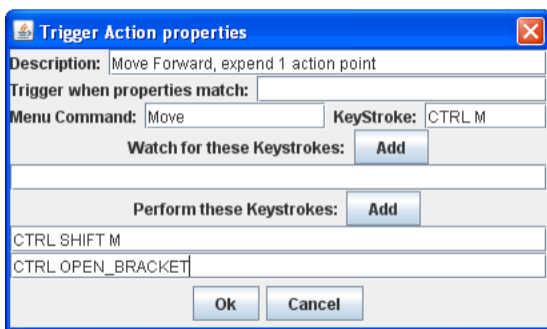 Trigger Action properties
Description: Move Forward, expend 1 action point
Trigger when properties match:
Menu Command: Move KeyStroke: CTRL M
Watch for these Keystrokes: Add
Perform these Keystrokes: Add
CTRL SHIFT M
CTRL OPEN_BRACKET
Ok Cancel